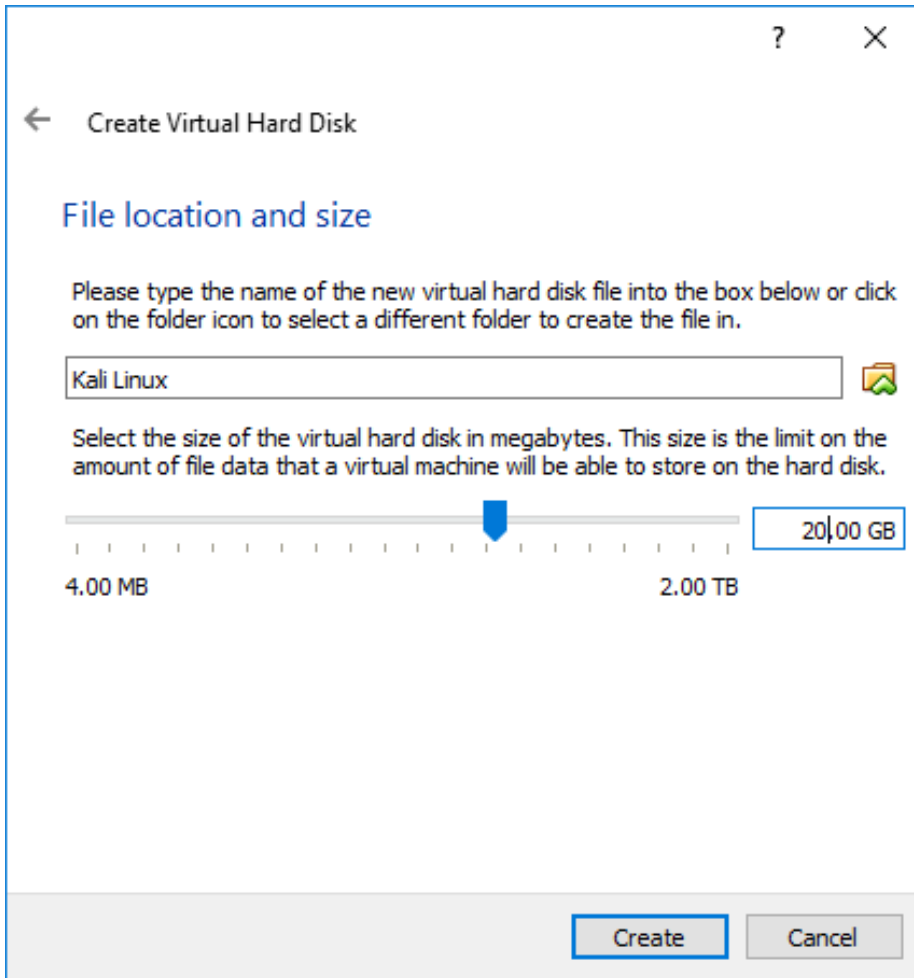 ?
Create Virtual Hard Disk
File location and size
Please type the name of the new virtual hard disk file into the box below or click
on the folder icon to select a different folder to create the file in.
Kali Linux
Select the size of the virtual hard disk in megabytes. This size is the limit on the
amount of file data that a virtual machine will be able to store on the hard disk.
20.00 GB
4.00 MB
2.00 TB
Create
Cancel